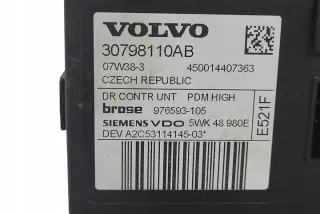 VOLVO
30798110AB
07W38-3 450014407363
CZECH REPUBLIC
DR CONTR UNT PDM HIGH
brose 976593-105
SIEMENS VDO 5WK 48 980E
DEV A2C53114145-03*
E521F